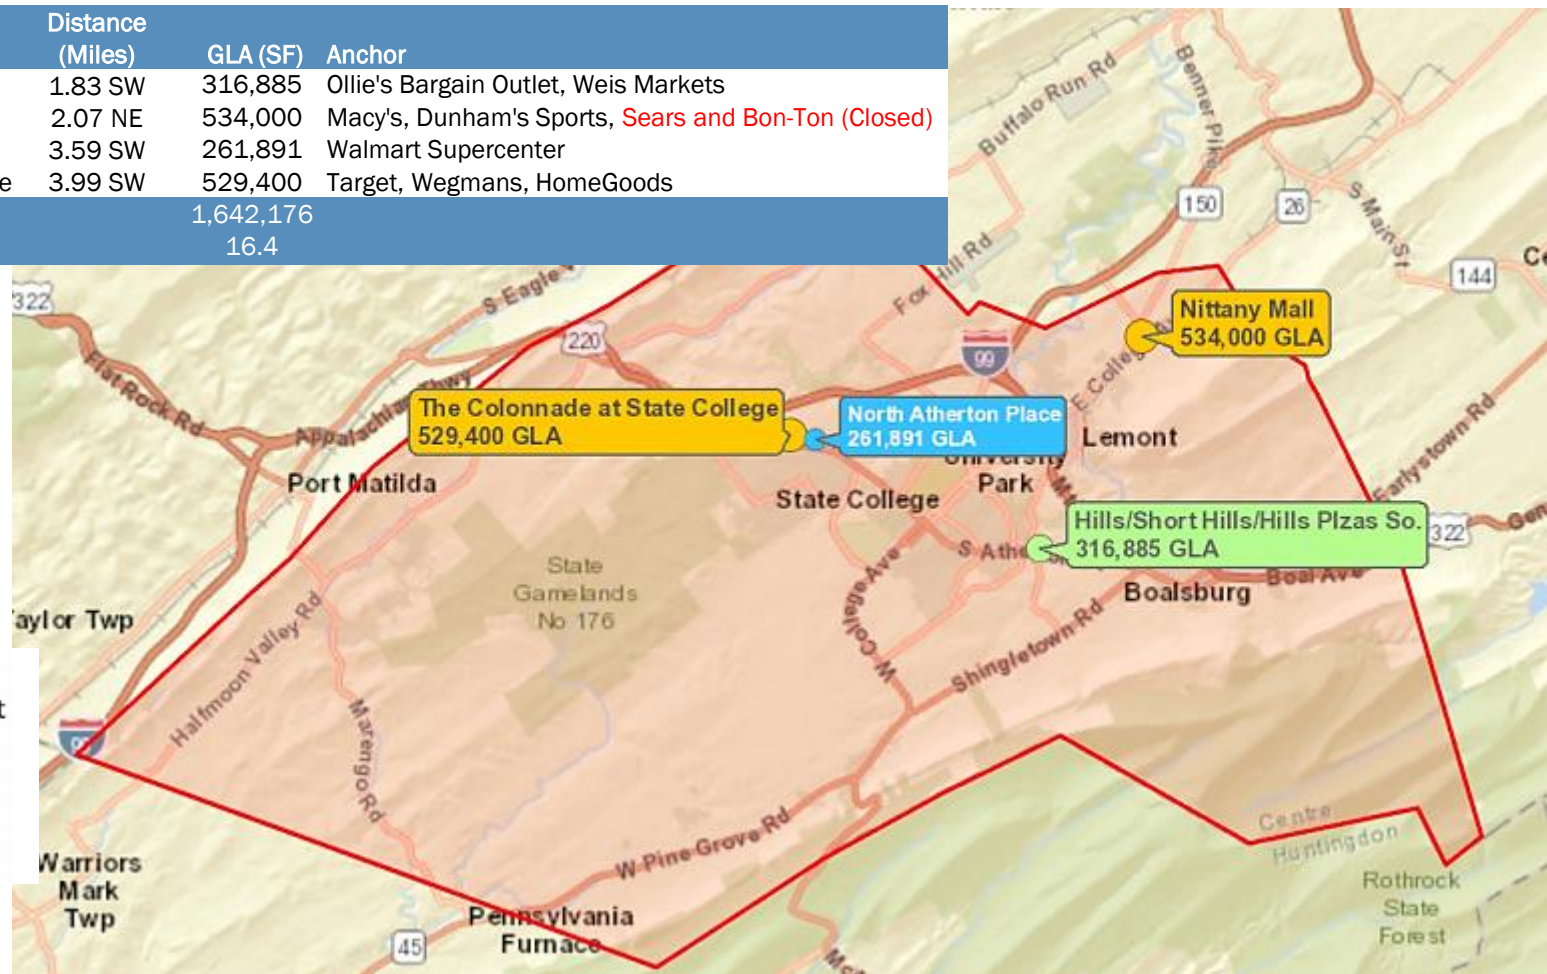 Distance
(Miles) GLA (SF) Anchor
1.83 SW 316,885 Ollie's Bargain Outlet, Weis Markets
2.07 NE 534,000 Macy's, Dunham's Sports, Sears and Bon-Ton (Closed)
3.59 SW 261,891 Walmart Supercenter
e 3.99 SW 529,400 Target, Wegmans, HomeGoods
1,642,176
16.4
Buffalo Run Rd
Benner Pike
150
26
S Main St
144
Ce
322
S Eagle V
Fox Hill Rd
220
99
Nittany Mall
534,000 GLA
E College
Flat Rock Rd
Appalachian Thwy
The Colonnade at State College
529,400 GLA
North Atherton Place
261,891 GLA
Lemont
University
Park
Port Matilda
State College
Earlystown Rd
Hills/Short Hills/Hills Plzas So.
316,885 GLA
322
Gen
S Athe
Boal Ave
Boalsburg
State
Gamelands
No 176
W College Ave
Shingletown Rd
aylor Twp
Halfmoon Valley Rd
t
99
Marengo Rd
W Pine Grove Rd
Centre
Huntingdon
Warriors
Mark
Twp
Pennsylvania
Furnace
45
Rothrock
State
Forest